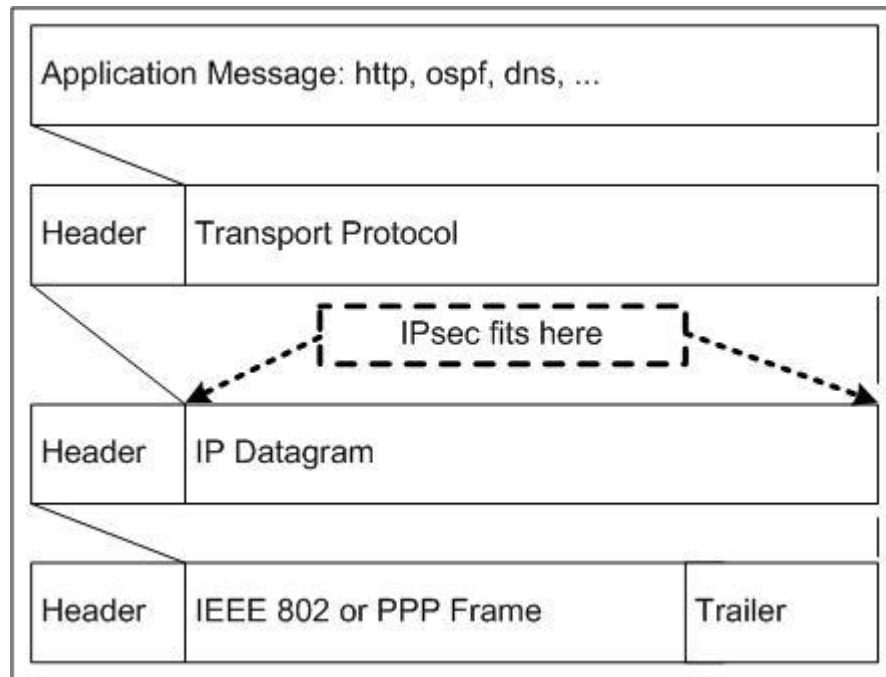 Application Message: http, ospf, dns, ...
Header Transport Protocol
IPsec fits here
Header IP Datagram
Header IEEE 802 or PPP Frame Trailer